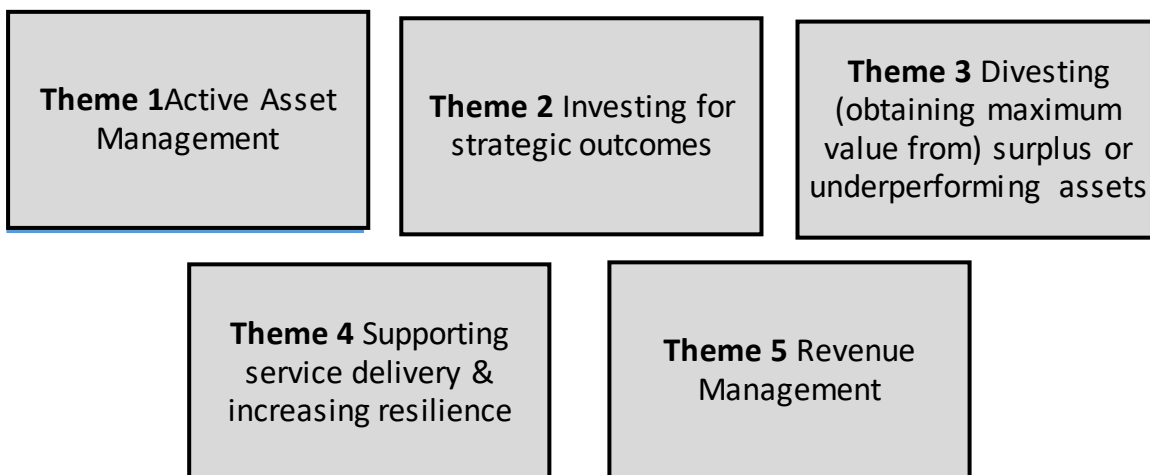 Theme 1Active Asset
Management
Theme 2 Investing for
strategic outcomes
Theme 3 Divesting
(obtaining maximum
value from) surplus or
underperforming assets
Theme 4 Supporting
service delivery &
increasing resilience
Theme 5 Revenue
Management